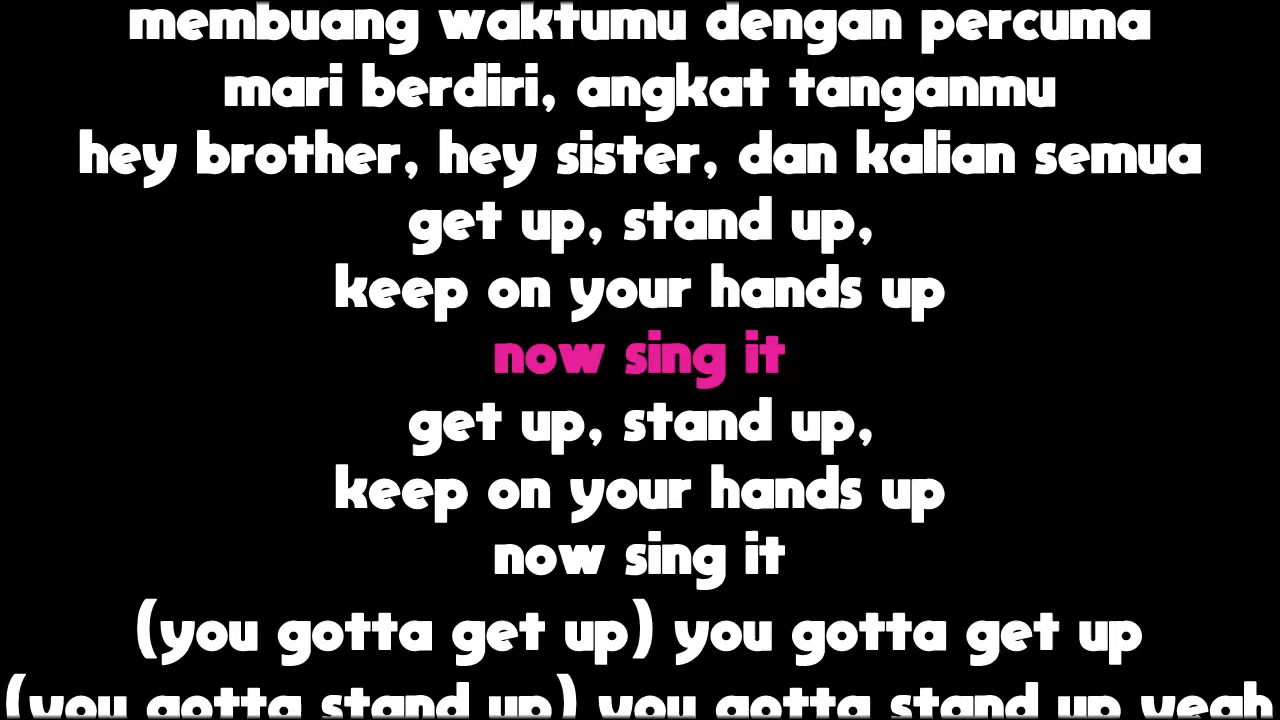 membuang waktumu dengan percuma
mari berdiri, angkat tanganmu
hey brother, hey sister, dan kalian semua
get up, stand up,
keep on your hands up
now sing it
get up, stand up,
keep on your hands up
now sing it
(you gotta get up) you gotta get up
(you gotta stand up) you gotta stand up yeah